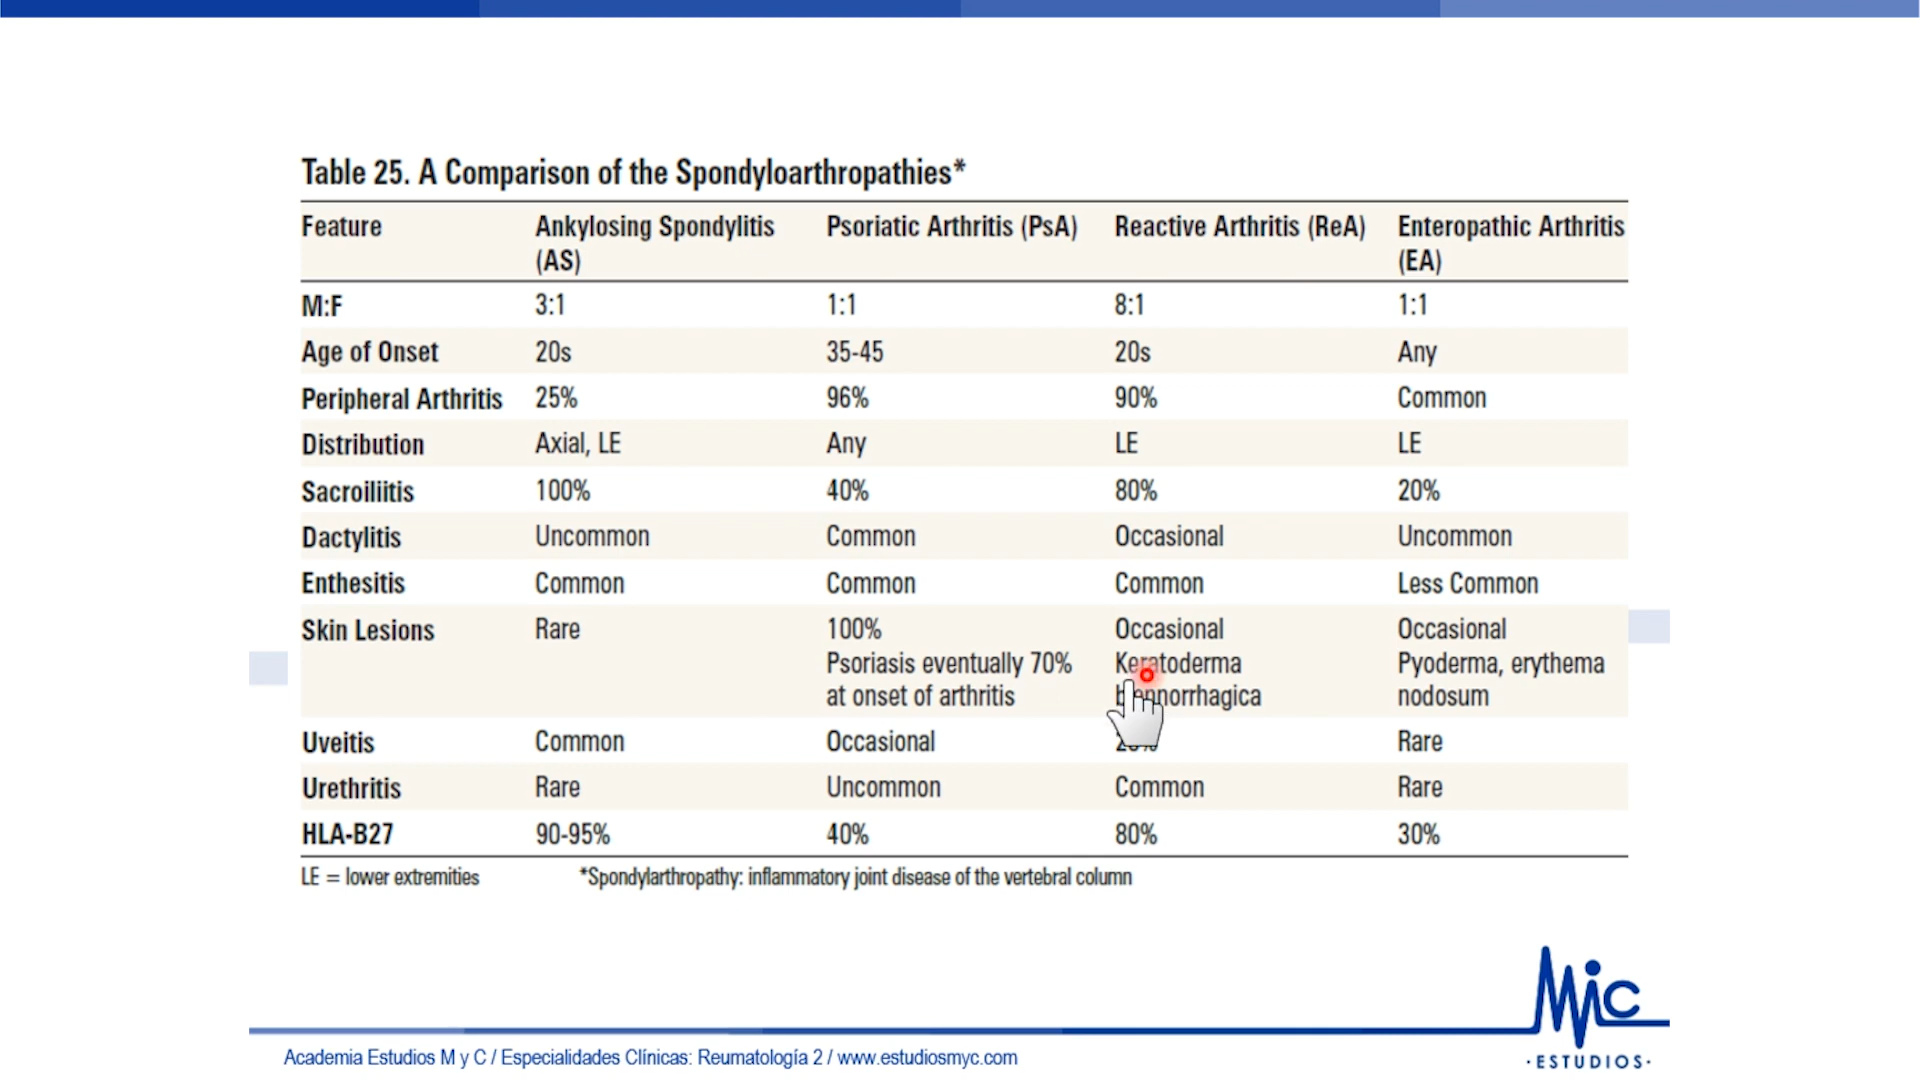 Table 25. A Comparison of the Spondyloarthropathies*
Feature Ankylosing Spondylitis (AS) Psoriatic Arthritis (PsA) Reactive Arthritis (ReA) Enteropathic Arthritis (EA)
M:F 3:1 1:1 8:1 1:1
Age of Onset 20s 35-45 20s Any
Peripheral Arthritis 25% 96% 90% Common
Distribution Axial, LE Any LE LE
Sacroiliitis 100% 40% 80% 20%
Dactylitis Uncommon Common Occasional Uncommon
Enthesitis Common Common Common Less Common
Skin Lesions Rare 100% Occasional Occasional
Psoriasis eventually 70% Keratoderma Pyoderma, erythema
at onset of arthritis nodosum
Uveitis Common Occasional Rare
Urethritis Rare Uncommon Common Rare
HLA-B27 90-95% 40% 80% 30%
LE = lower extremities *Spondylarthropathy: inflammatory joint disease of the vertebral column
MiC
·ESTUDIOS·
Academia Estudios M y C / Especialidades Clínicas: Reumatología 2 / www.estudiosmyc.com